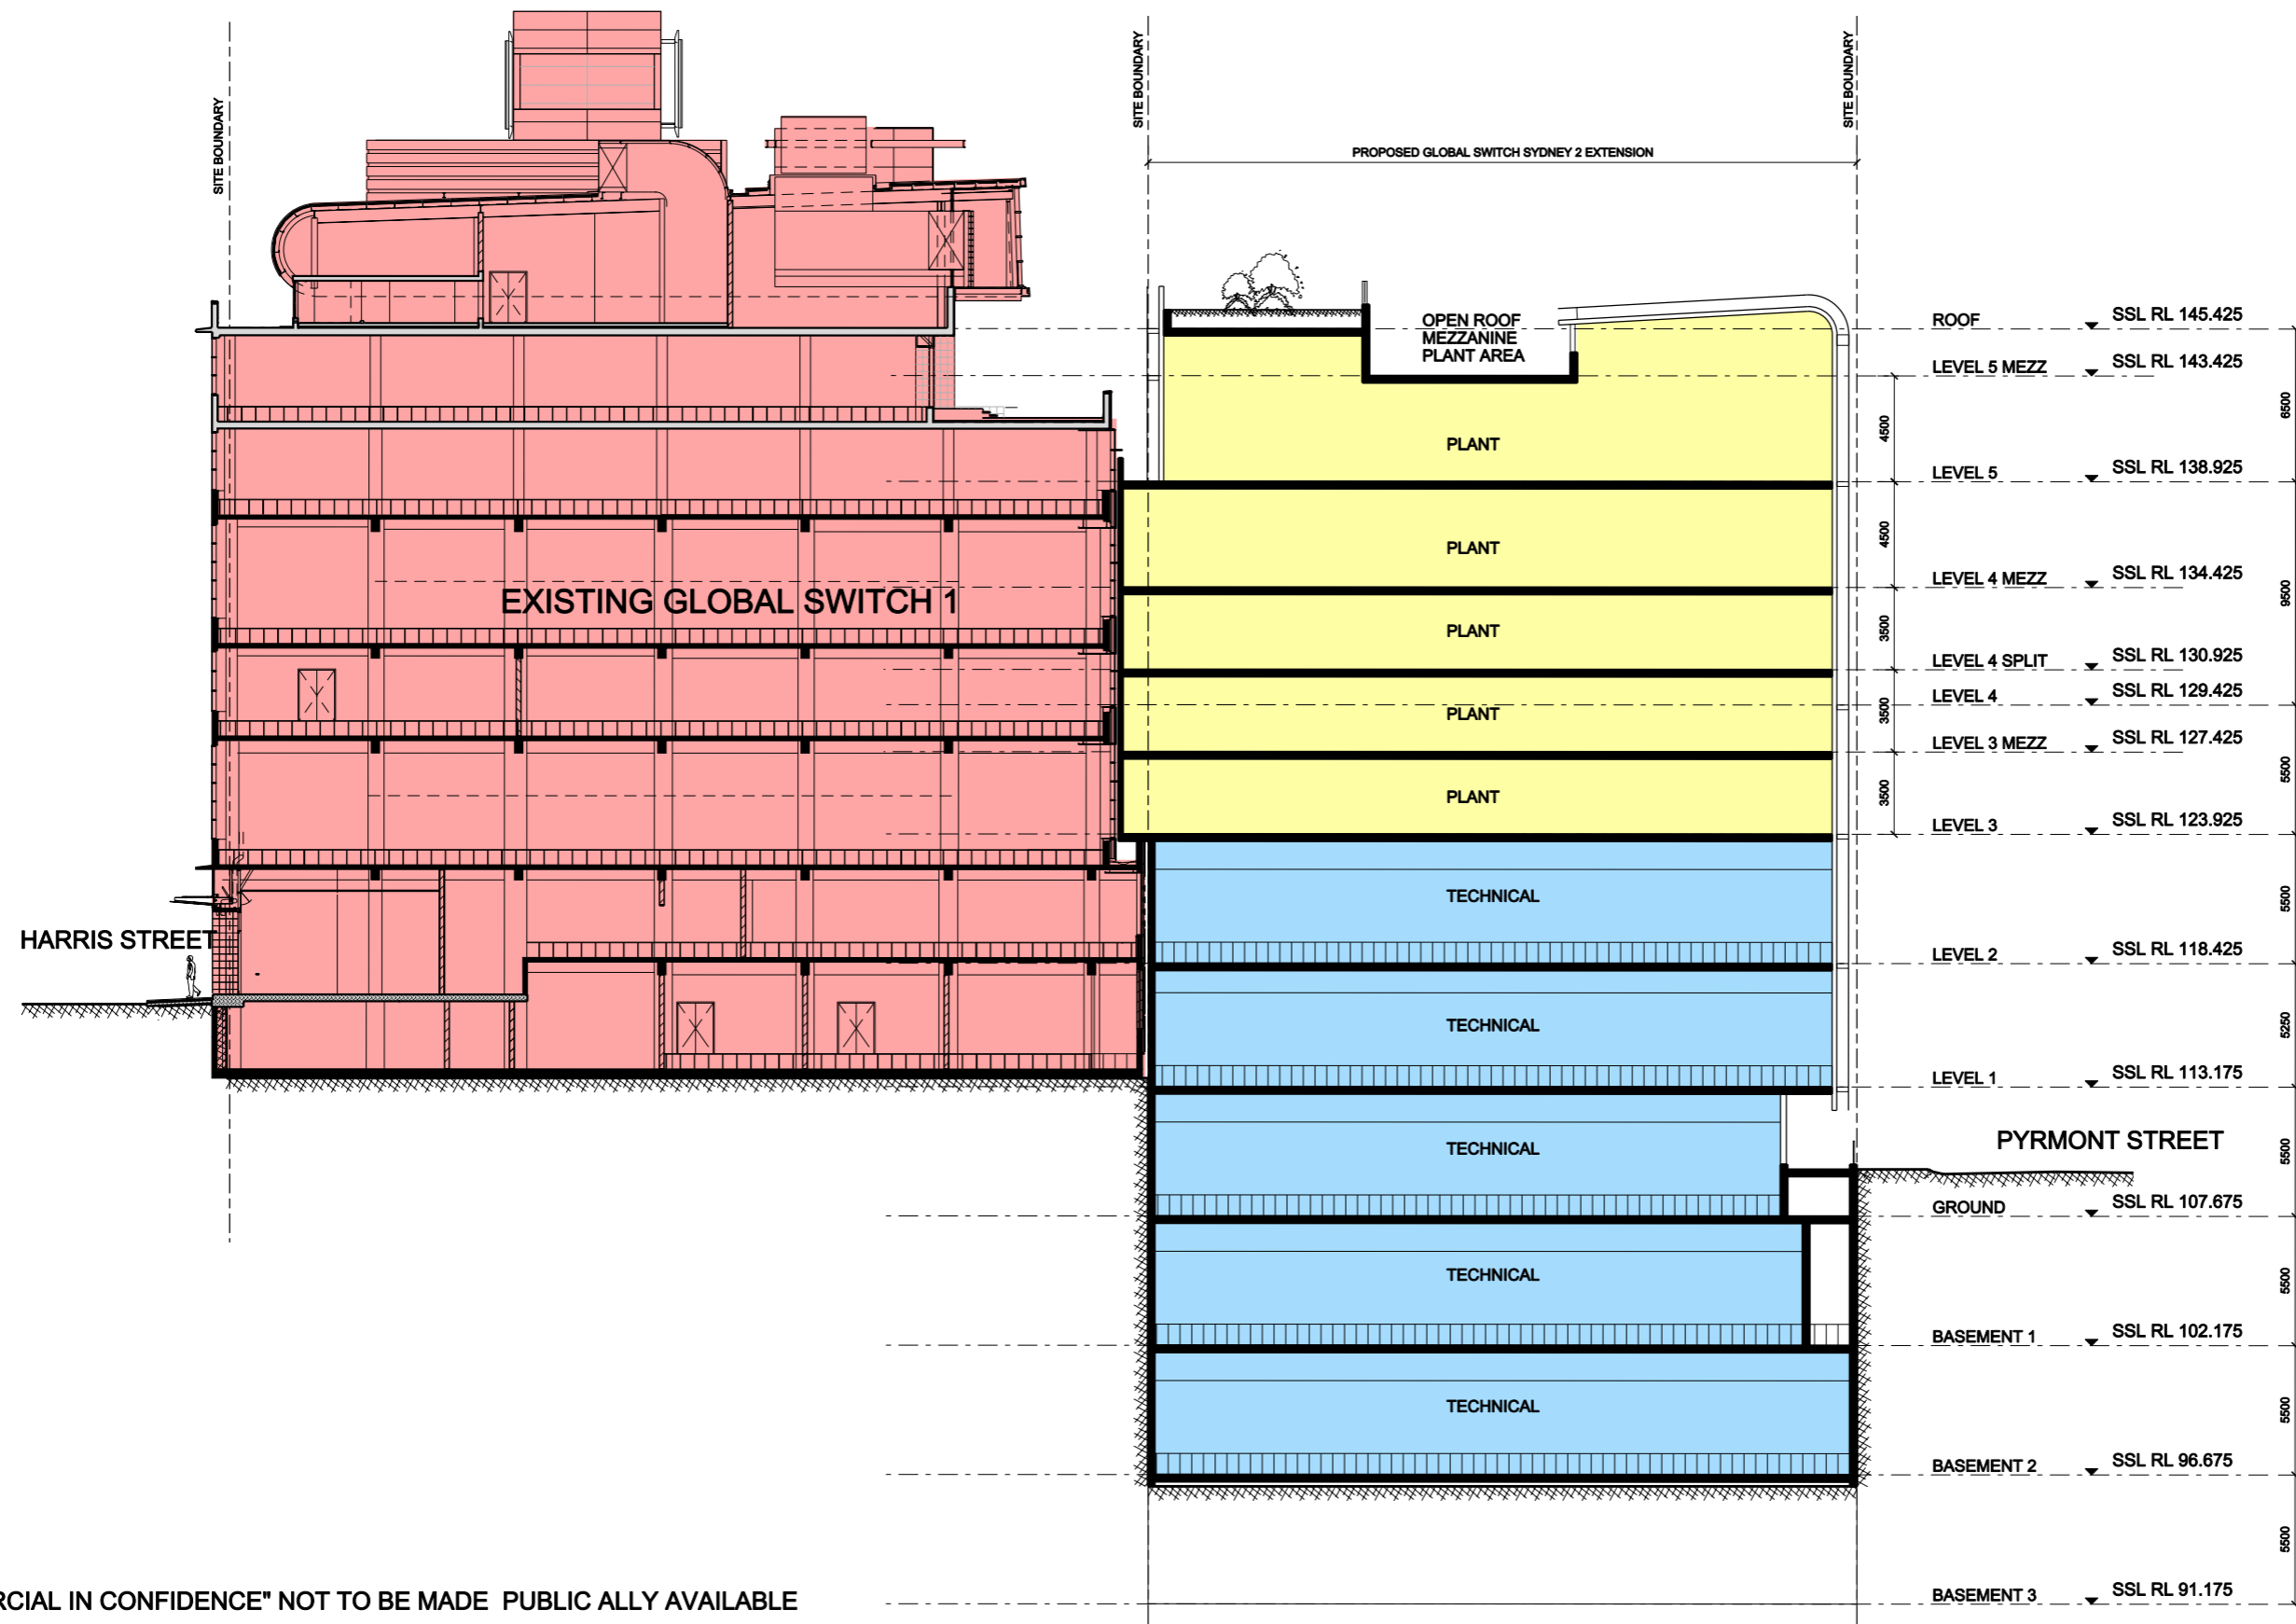 SITE BOUNDARY
SITE BOUNDARY
SITE BOUNDARY
PROPOSED GLOBAL SWITCH SYDNEY 2 EXTENSION
OPEN ROOF
MEZZANINE
PLANT AREA
ROOF SSL RL 145.425
LEVEL 5 MEZZ SSL RL 143.425
6500
4500
PLANT
LEVEL 5 SSL RL 138.925
4500
PLANT
LEVEL 4 MEZZ SSL RL 134.425
9500
EXISTING GLOBAL SWITCH 1
PLANT
3500
LEVEL 4 SPLIT SSL RL 130.925
LEVEL 4 SSL RL 129.425
PLANT
3500
LEVEL 3 MEZZ SSL RL 127.425
5500
PLANT
3500
LEVEL 3 SSL RL 123.925
TECHNICAL
5500
HARRIS STREET
LEVEL 2 SSL RL 118.425
TECHNICAL
5250
LEVEL 1 SSL RL 113.175
PYRMONT STREET
TECHNICAL
5500
GROUND SSL RL 107.675
TECHNICAL
5500
BASEMENT 1 SSL RL 102.175
TECHNICAL
5500
BASEMENT 2 SSL RL 96.675
5500
RCIAL IN CONFIDENCE" NOT TO BE MADE PUBLIC ALLY AVAILABLE
BASEMENT 3 SSL RL 91.175